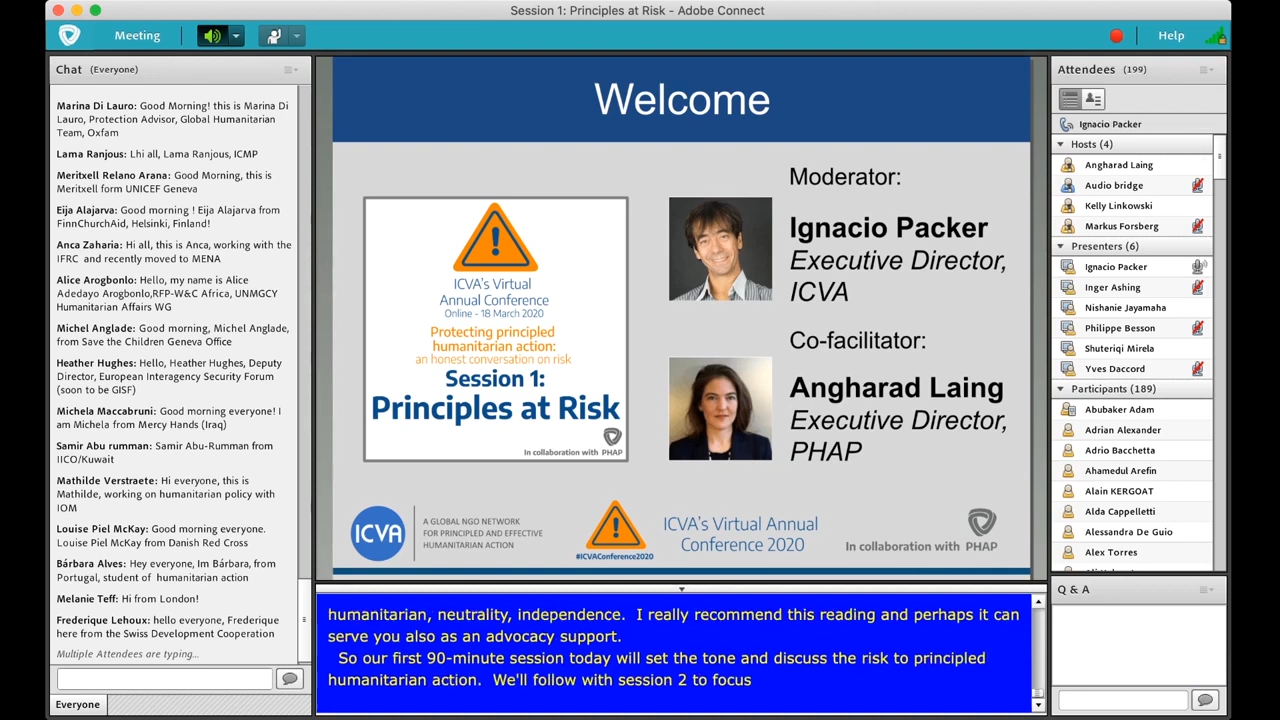 Session 1: Principles at Risk - Adobe Connect
Meeting
Help
Chat (Everyone)
Marina Di Lauro: Good Morning! this is Marina Di
Lauro, Protection Advisor, Global Humanitarian
Team, Oxfam
Lama Ranjous: Lhi all, Lama Ranjous, ICMP
Meritxell Relano Arana: Good Morning, this is
Meritxell form UNICEF Geneva
Eija Alajarva: Good morning ! Eija Alajarva from
FinnChurchAid, Helsinki, Finland!
Anca Zaharia: Hi all, this is Anca, working with the
IFRC and recently moved to MENA
Alice Arogbonlo: Hello, my name is Alice
Adedayo Arogbonlo,RFP-W&C Africa, UNMGCY
Humanitarian Affairs WG
Michel Anglade: Good morning, Michel Anglade,
from Save the Children Geneva Office
Heather Hughes: Hello, Heather Hughes, Deputy
Director, European Interagency Security Forum
(soon to be GISF)
Michela Maccabruni: Good morning everyone! I
am Michela from Mercy Hands (Iraq)
Samir Abu rumman: Samir Abu-Rumman from
IICO/Kuwait
Mathilde Verstraete: Hi everyone, this is
Mathilde, working on humanitarian policy with
IOM
Louise Piel McKay: Good morning everyone.
Louise Piel McKay from Danish Red Cross
Bárbara Alves: Hey everyone, Im Bárbara, from
Portugal, student of humanitarian action
Melanie Teff: Hi from London!
Frederique Lehoux: hello everyone, Frederique
here from the Swiss Development Cooperation
Multiple Attendees are typing...
Everyone
Welcome
ICVA's Virtual
Annual Conference
Online - 18 March 2020
Protecting principled
humanitarian action:
an honest conversation on risk
Session 1:
Principles at Risk
In collaboration with PHAP
Moderator:
Ignacio Packer
Executive Director,
ICVA
Co-facilitator:
Angharad Laing
Executive Director,
PHAP
ICVA
A GLOBAL NGO NETWORK
FOR PRINCIPLED AND EFFECTIVE
HUMANITARIAN ACTION
#ICVAConference2020
ICVA's Virtual Annual
Conference 2020
In collaboration with PHAP
humanitarian, neutrality, independence. I really recommend this reading and perhaps it can
serve you also as an advocacy support.
So our first 90-minute session today will set the tone and discuss the risk to principled
humanitarian action. We'll follow with session 2 to focus
Attendees (199)
Ignacio Packer
Hosts (4)
Angharad Laing
Audio bridge
Kelly Linkowski
Markus Forsberg
Presenters (6)
Ignacio Packer
Inger Ashing
Nishanie Jayamaha
Philippe Besson
Shuteriqi Mirela
Yves Daccord
Participants (189)
Abubaker Adam
Adrian Alexander
Adrio Bacchetta
Ahamedul Arefin
Alain KERGOAT
Alda Cappelletti
Alessandra De Guio
Alex Torres
Q & A